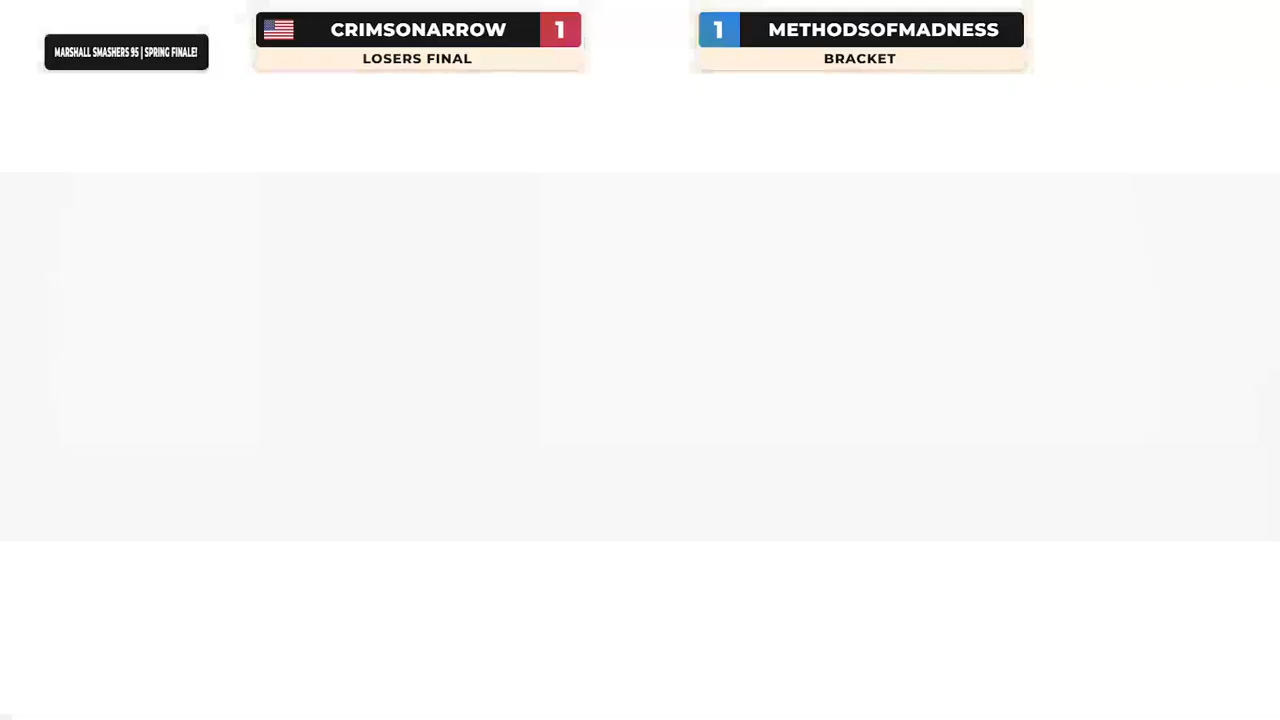 MARSHALL SMASHERS 95 | SPRING FINALE!
CRIMSONARROW 1
LOSERS FINAL
1 METHODSOFMADNESS
BRACKET